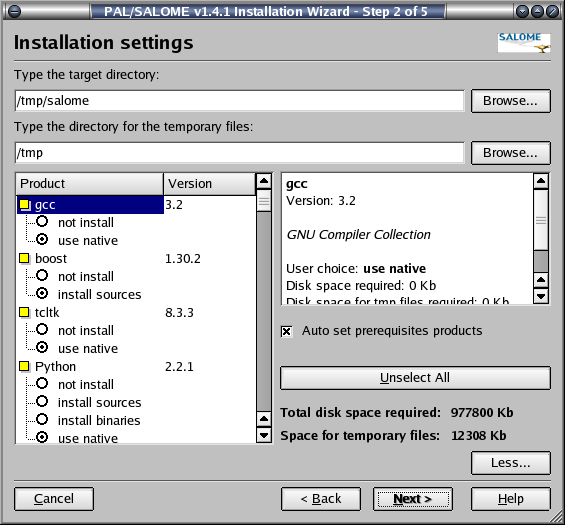 PAL/SALOME v1.4.1 Installation Wizard - Step 2 of 5
Installation settings
SALOME
Type the target directory:
/tmp/salome
Browse...
Type the directory for the temporary files:
/tmp
Browse...
Product Version
gcc 3.2
not install
use native
boost 1.30.2
not install
install sources
tcltk 8.3.3
not install
use native
Python 2.2.1
not install
install sources
install binaries
use native
gcc
Version: 3.2
GNU Compiler Collection
User choice: use native
Disk space required: 0 Kb
Disk space for tmp files required: 0 Kb
Auto set prerequisites products
Unselect All
Total disk space required: 977800 Kb
Space for temporary files: 12308 Kb
Less...
Cancel
< Back
Next >
Help